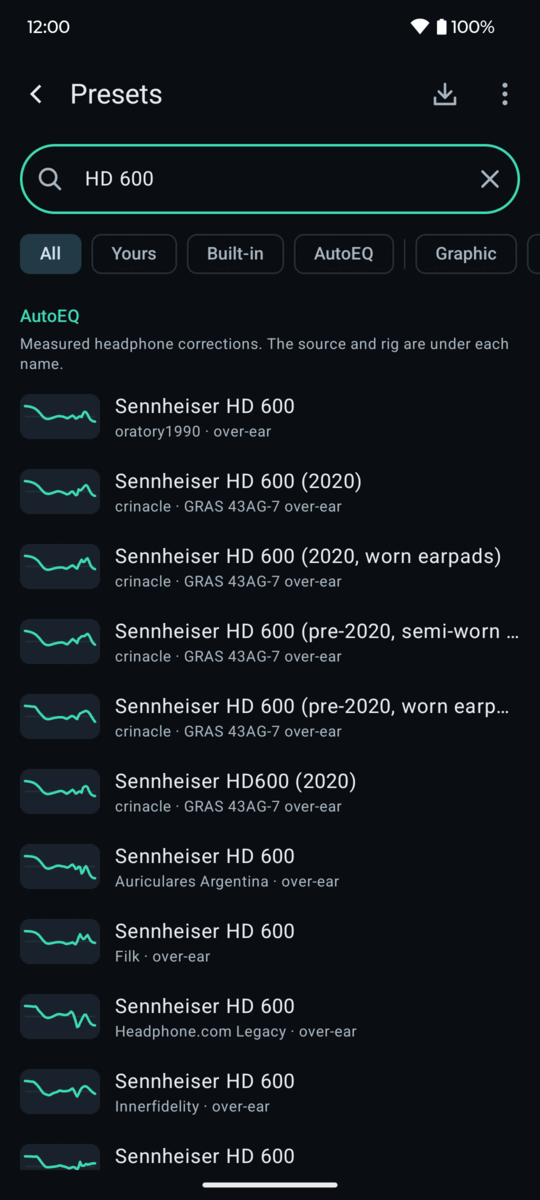 12:00
100%
Presets
HD 600
All
Yours
Built-in
AutoEQ
Graphic
AutoEQ
Measured headphone corrections. The source and rig are under each
name.
Sennheiser HD 600
oratory1990 · over-ear
Sennheiser HD 600 (2020)
crinacle · GRAS 43AG-7 over-ear
Sennheiser HD 600 (2020, worn earpads)
crinacle · GRAS 43AG-7 over-ear
Sennheiser HD 600 (pre-2020, semi-worn …
crinacle · GRAS 43AG-7 over-ear
Sennheiser HD 600 (pre-2020, worn earp…
crinacle · GRAS 43AG-7 over-ear
Sennheiser HD600 (2020)
crinacle · GRAS 43AG-7 over-ear
Sennheiser HD 600
Auriculares Argentina · over-ear
Sennheiser HD 600
Filk · over-ear
Sennheiser HD 600
Headphone.com Legacy · over-ear
Sennheiser HD 600
Innerfidelity · over-ear
Sennheiser HD 600